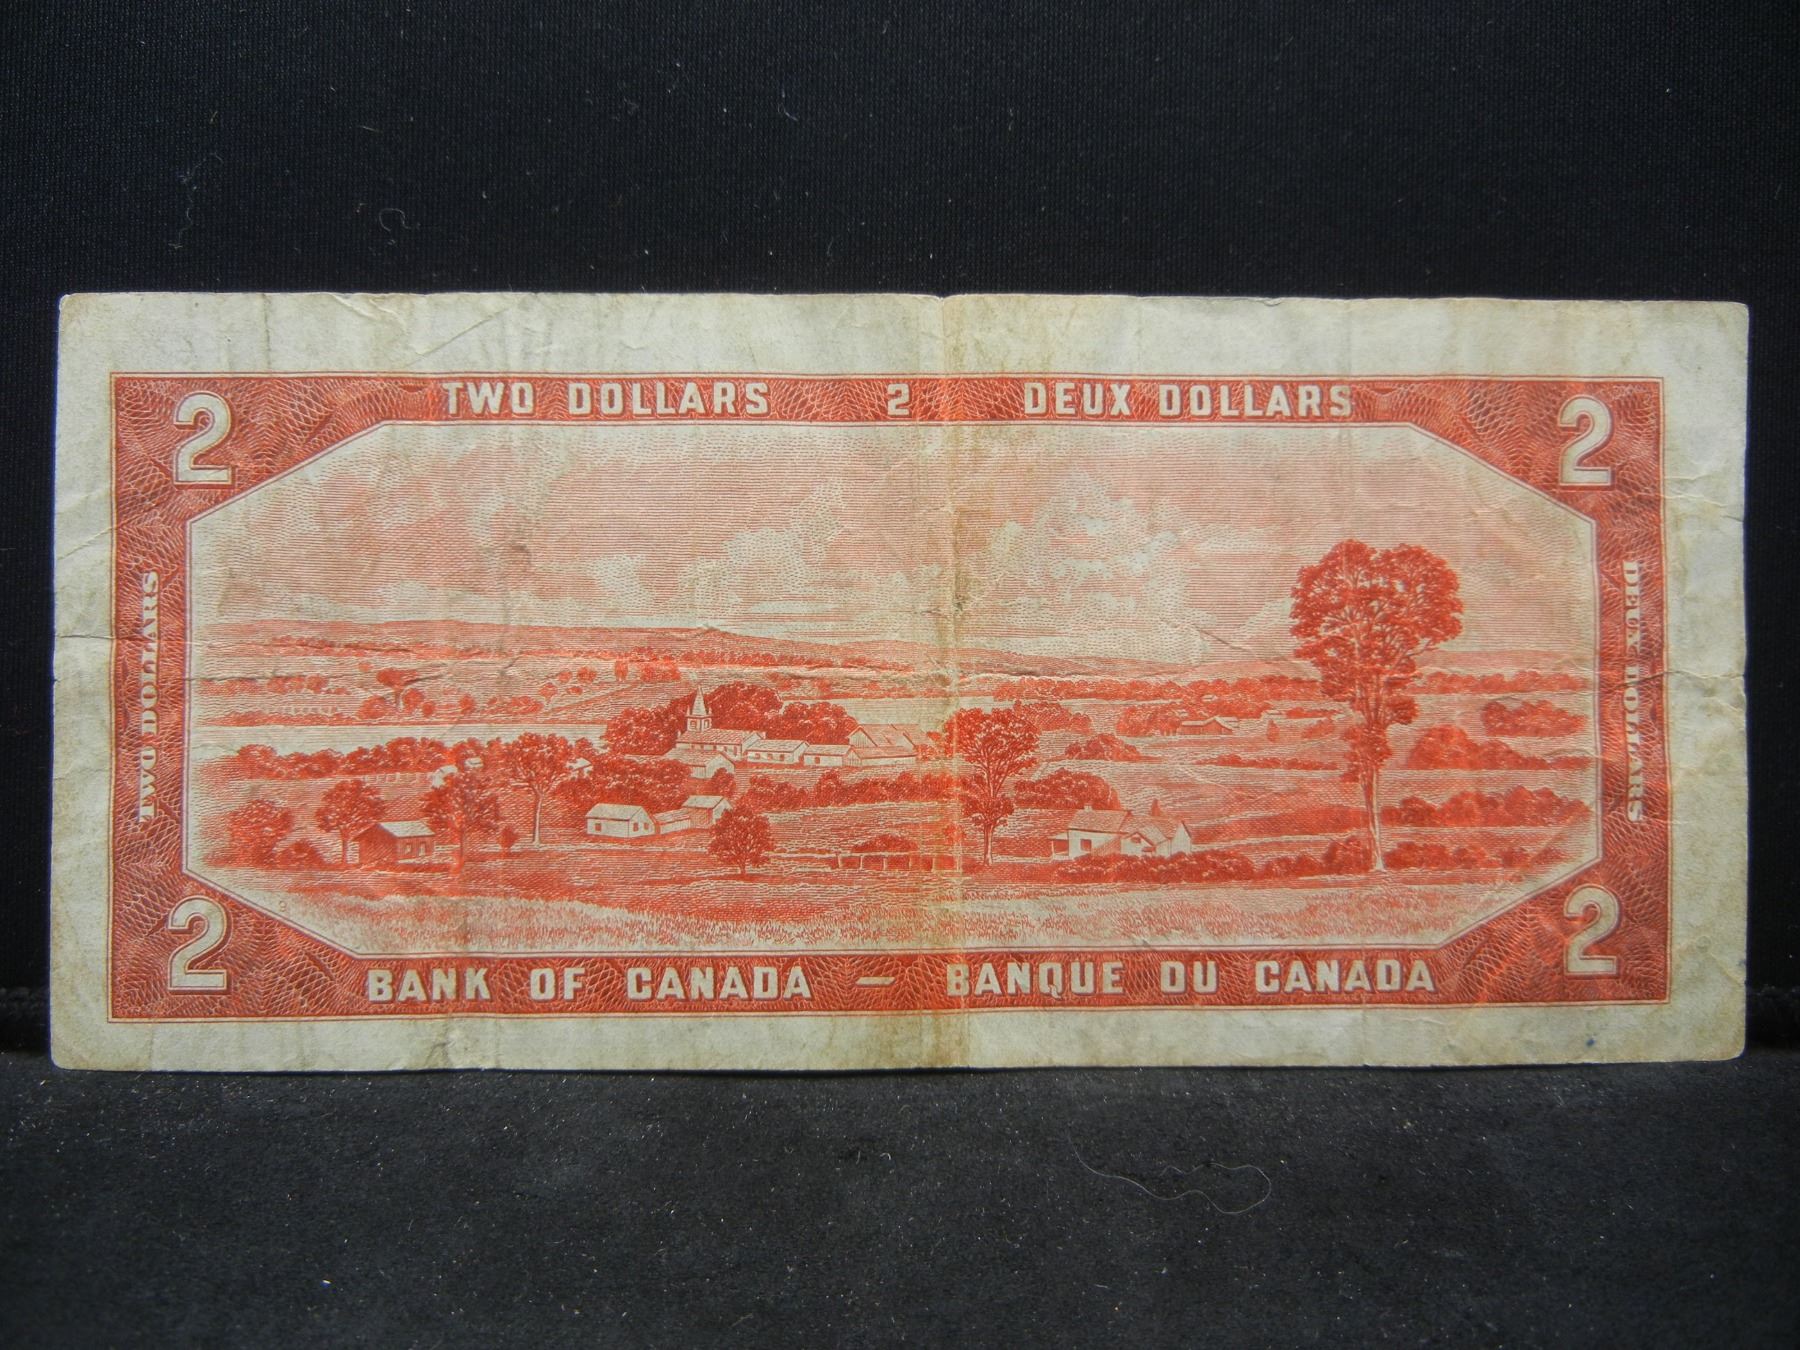 2 TWO DOLLARS 2 DEUX DOLLARS 2
TWO DOLLARS
DEUX DOLLARS
2 BANK OF CANADA — BANQUE DU CANADA 2